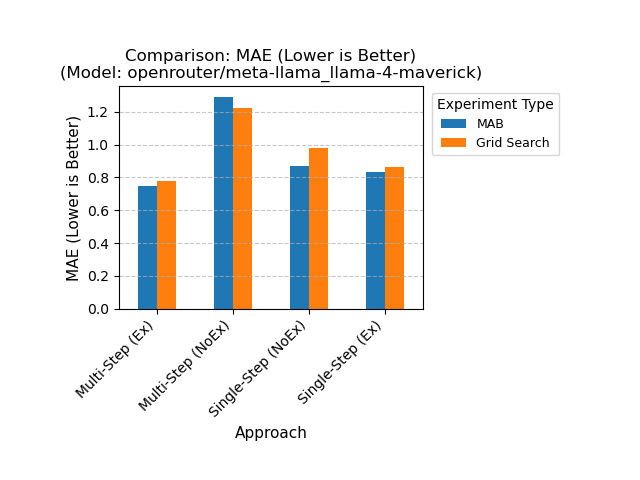 Comparison: MAE (Lower is Better)
(Model: openrouter/meta-llama_llama-4-maverick)
MAE (Lower is Better)
1.2
1.0
0.8
0.6
0.4
0.2
0.0
Multi-Step (Ex)
Multi-Step (NoEx)
Single-Step (NoEx)
Single-Step (Ex)
Approach
Experiment Type
MAB
Grid Search